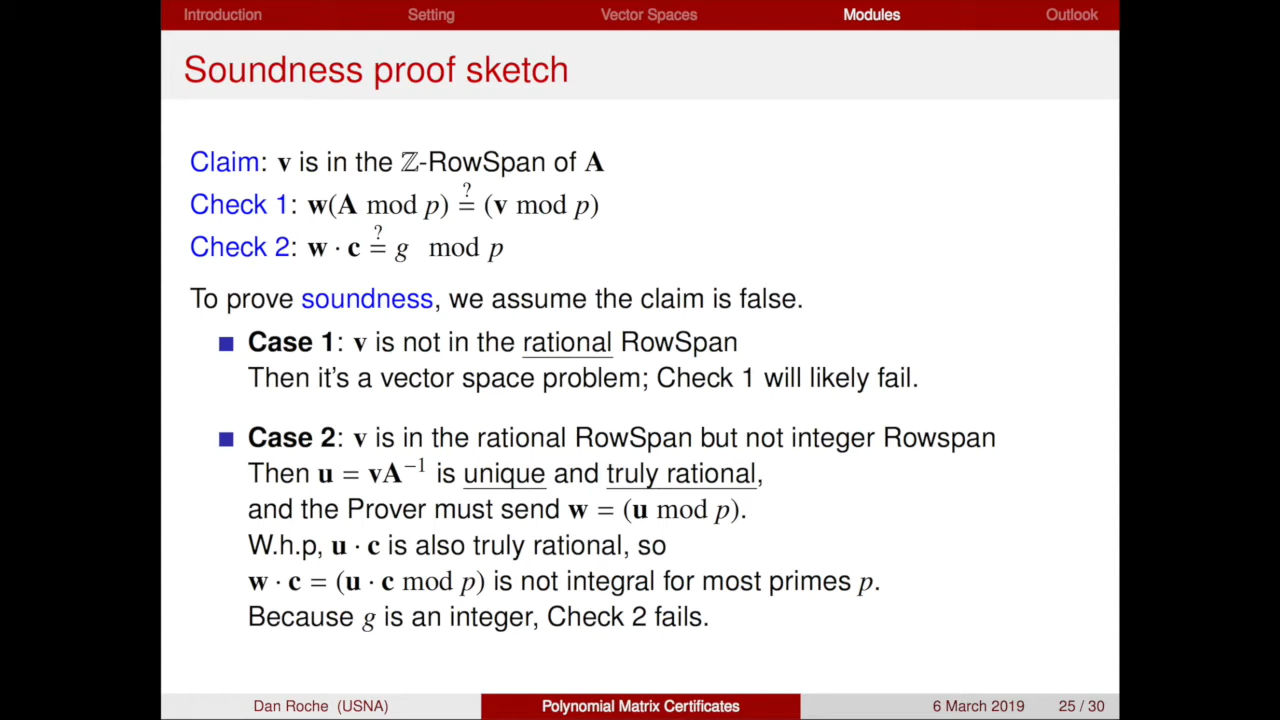 Introduction Setting Vector Spaces Modules Outlook
Soundness proof sketch
Claim: v is in the ℤ-RowSpan of A
Check 1: w(A mod p) ≟ (v mod p)
Check 2: w · c ≟ g mod p
To prove soundness, we assume the claim is false.
■ Case 1: v is not in the rational RowSpan
Then it's a vector space problem; Check 1 will likely fail.
■ Case 2: v is in the rational RowSpan but not integer Rowspan
Then u = vA⁻¹ is unique and truly rational,
and the Prover must send w = (u mod p).
W.h.p, u · c is also truly rational, so
w · c = (u · c mod p) is not integral for most primes p.
Because g is an integer, Check 2 fails.
Dan Roche (USNA) Polynomial Matrix Certificates 6 March 2019 25 / 30